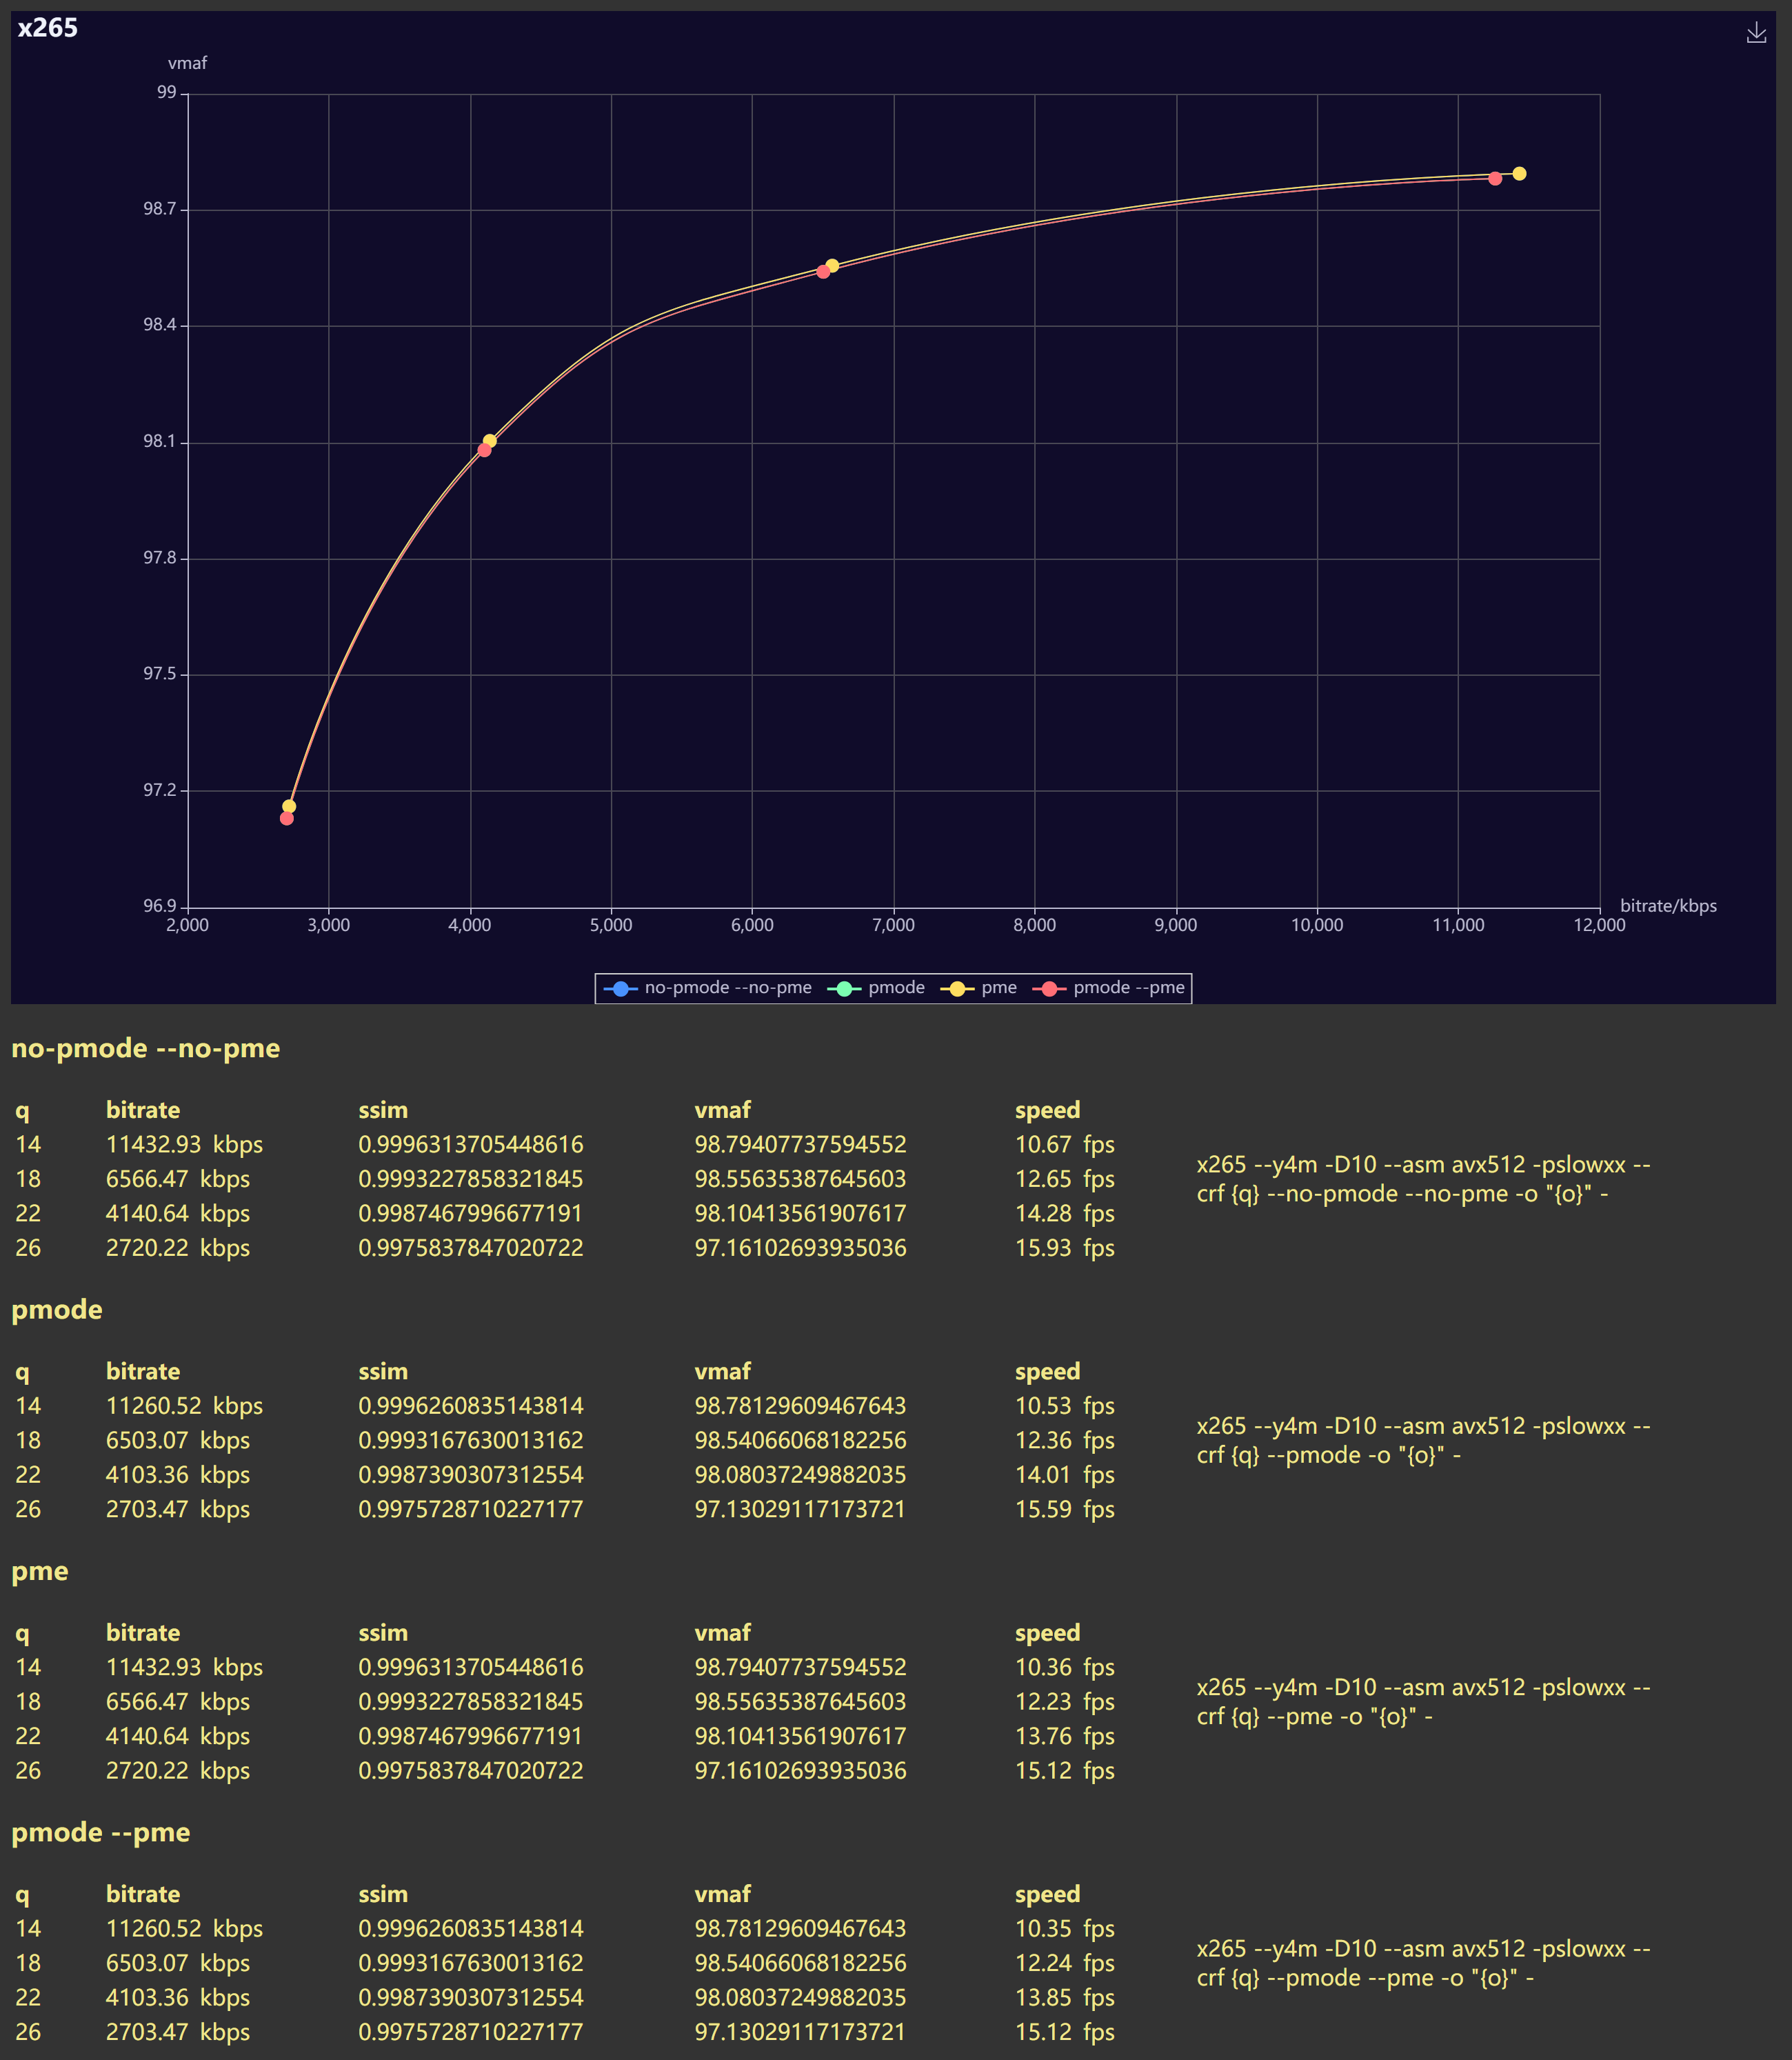 x265
vmaf
99
98.7
98.4
98.1
97.8
97.5
97.2
96.9
bitrate/kbps
2,000 3,000 4,000 5,000 6,000 7,000 8,000 9,000 10,000 11,000 12,000
no-pmode --no-pme pmode pme pmode --pme
no-pmode --no-pme
q bitrate ssim vmaf speed
14 11432.93 kbps 0.9996313705448616 98.79407737594552 10.67 fps
18 6566.47 kbps 0.9993227858321845 98.55635387645603 12.65 fps
22 4140.64 kbps 0.9987467996677191 98.10413561907617 14.28 fps
26 2720.22 kbps 0.9975837847020722 97.16102693935036 15.93 fps
x265 --y4m -D10 --asm avx512 -pslowxx --
crf {q} --no-pmode --no-pme -o "{o}" -
pmode
q bitrate ssim vmaf speed
14 11260.52 kbps 0.9996260835143814 98.78129609467643 10.53 fps
18 6503.07 kbps 0.9993167630013162 98.54066068182256 12.36 fps
22 4103.36 kbps 0.9987390307312554 98.08037249882035 14.01 fps
26 2703.47 kbps 0.9975728710227177 97.13029117173721 15.59 fps
x265 --y4m -D10 --asm avx512 -pslowxx --
crf {q} --pmode -o "{o}" -
pme
q bitrate ssim vmaf speed
14 11432.93 kbps 0.9996313705448616 98.79407737594552 10.36 fps
18 6566.47 kbps 0.9993227858321845 98.55635387645603 12.23 fps
22 4140.64 kbps 0.9987467996677191 98.10413561907617 13.76 fps
26 2720.22 kbps 0.9975837847020722 97.16102693935036 15.12 fps
x265 --y4m -D10 --asm avx512 -pslowxx --
crf {q} --pme -o "{o}" -
pmode --pme
q bitrate ssim vmaf speed
14 11260.52 kbps 0.9996260835143814 98.78129609467643 10.35 fps
18 6503.07 kbps 0.9993167630013162 98.54066068182256 12.24 fps
22 4103.36 kbps 0.9987390307312554 98.08037249882035 13.85 fps
26 2703.47 kbps 0.9975728710227177 97.13029117173721 15.12 fps
x265 --y4m -D10 --asm avx512 -pslowxx --
crf {q} --pmode --pme -o "{o}" -